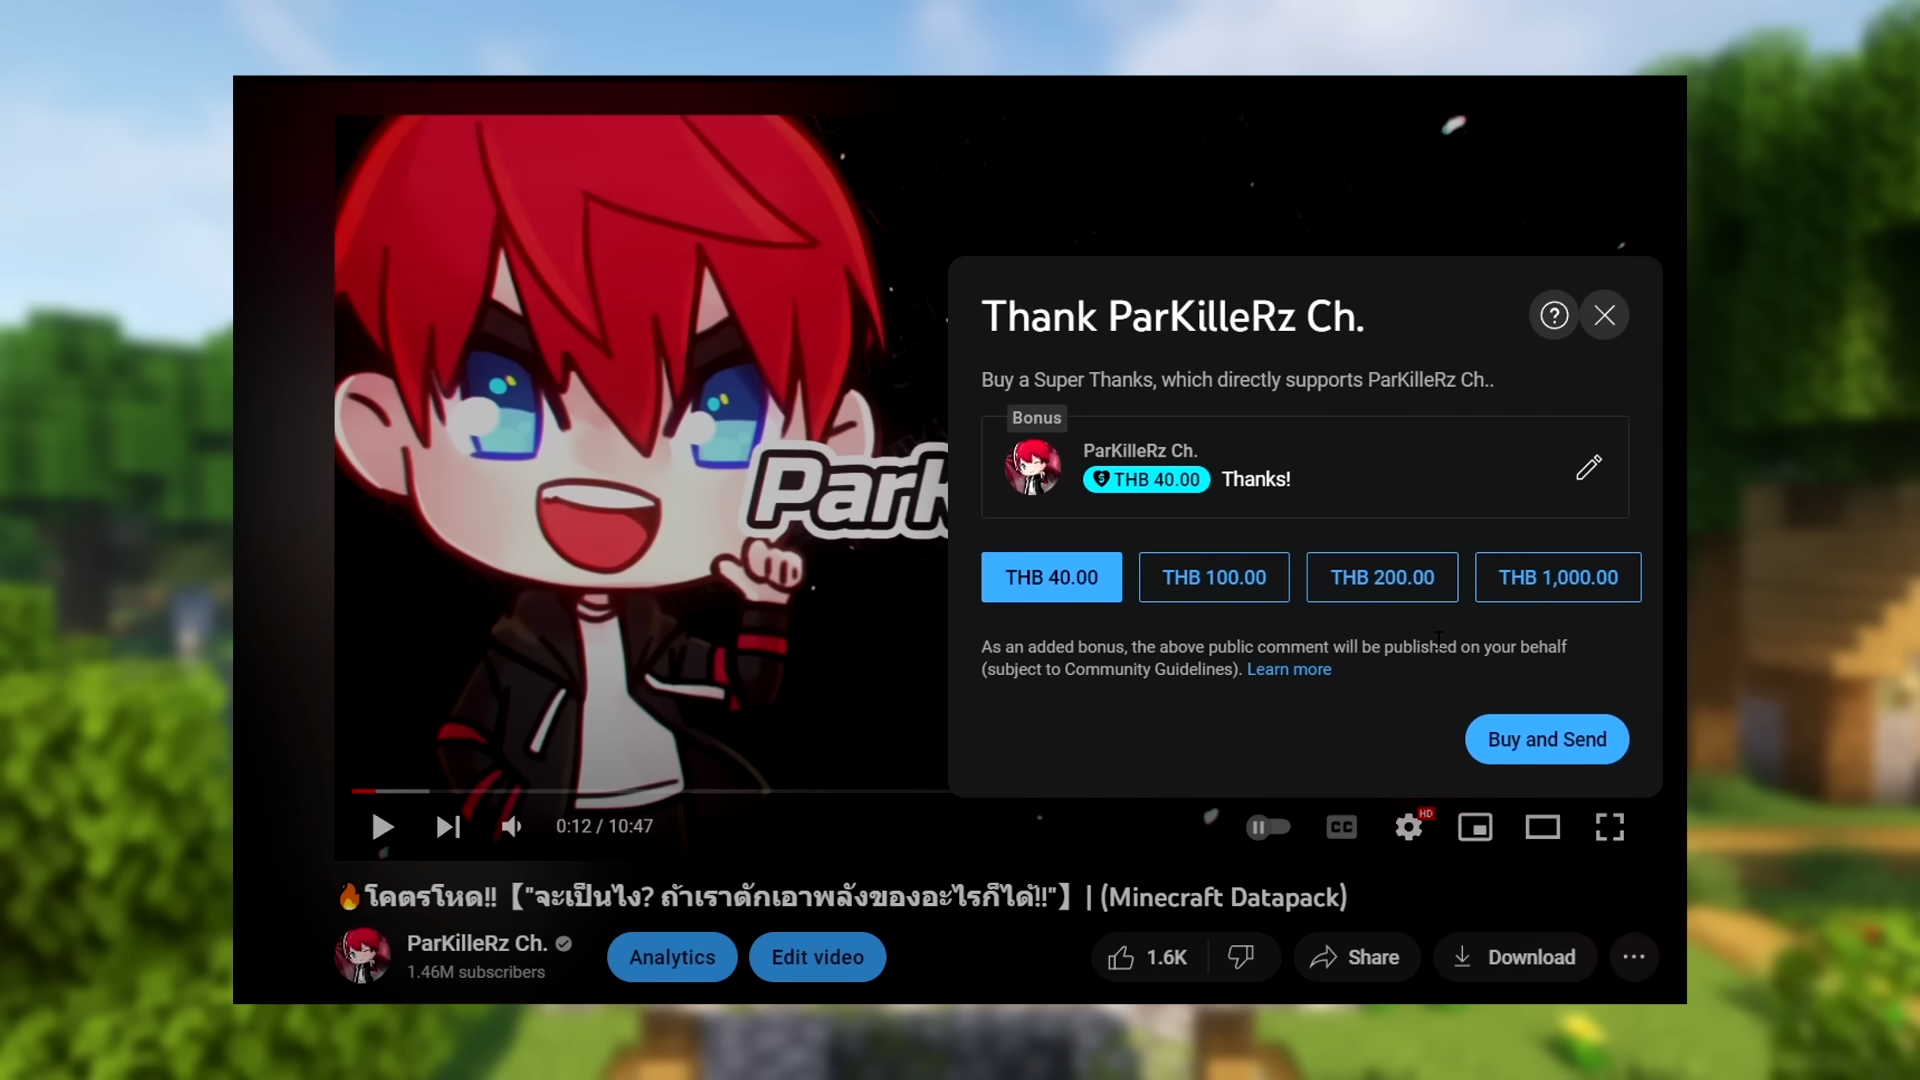 Park
Thank ParKilleRz Ch.
Buy a Super Thanks, which directly supports ParKilleRz Ch..
Bonus
ParKilleRz Ch.
THB 40.00 Thanks!
THB 40.00 THB 100.00 THB 200.00 THB 1,000.00
As an added bonus, the above public comment will be published on your behalf
(subject to Community Guidelines). Learn more
Buy and Send
0:12 / 10:47
CC
HD
🔥โคตรโหด!!【"จะเป็นไง? ถ้าเราตักเอาพลังของอะไรก็ได้!!"】 | (Minecraft Datapack)
ParKilleRz Ch.
1.46M subscribers
Analytics Edit video 1.6K Share Download